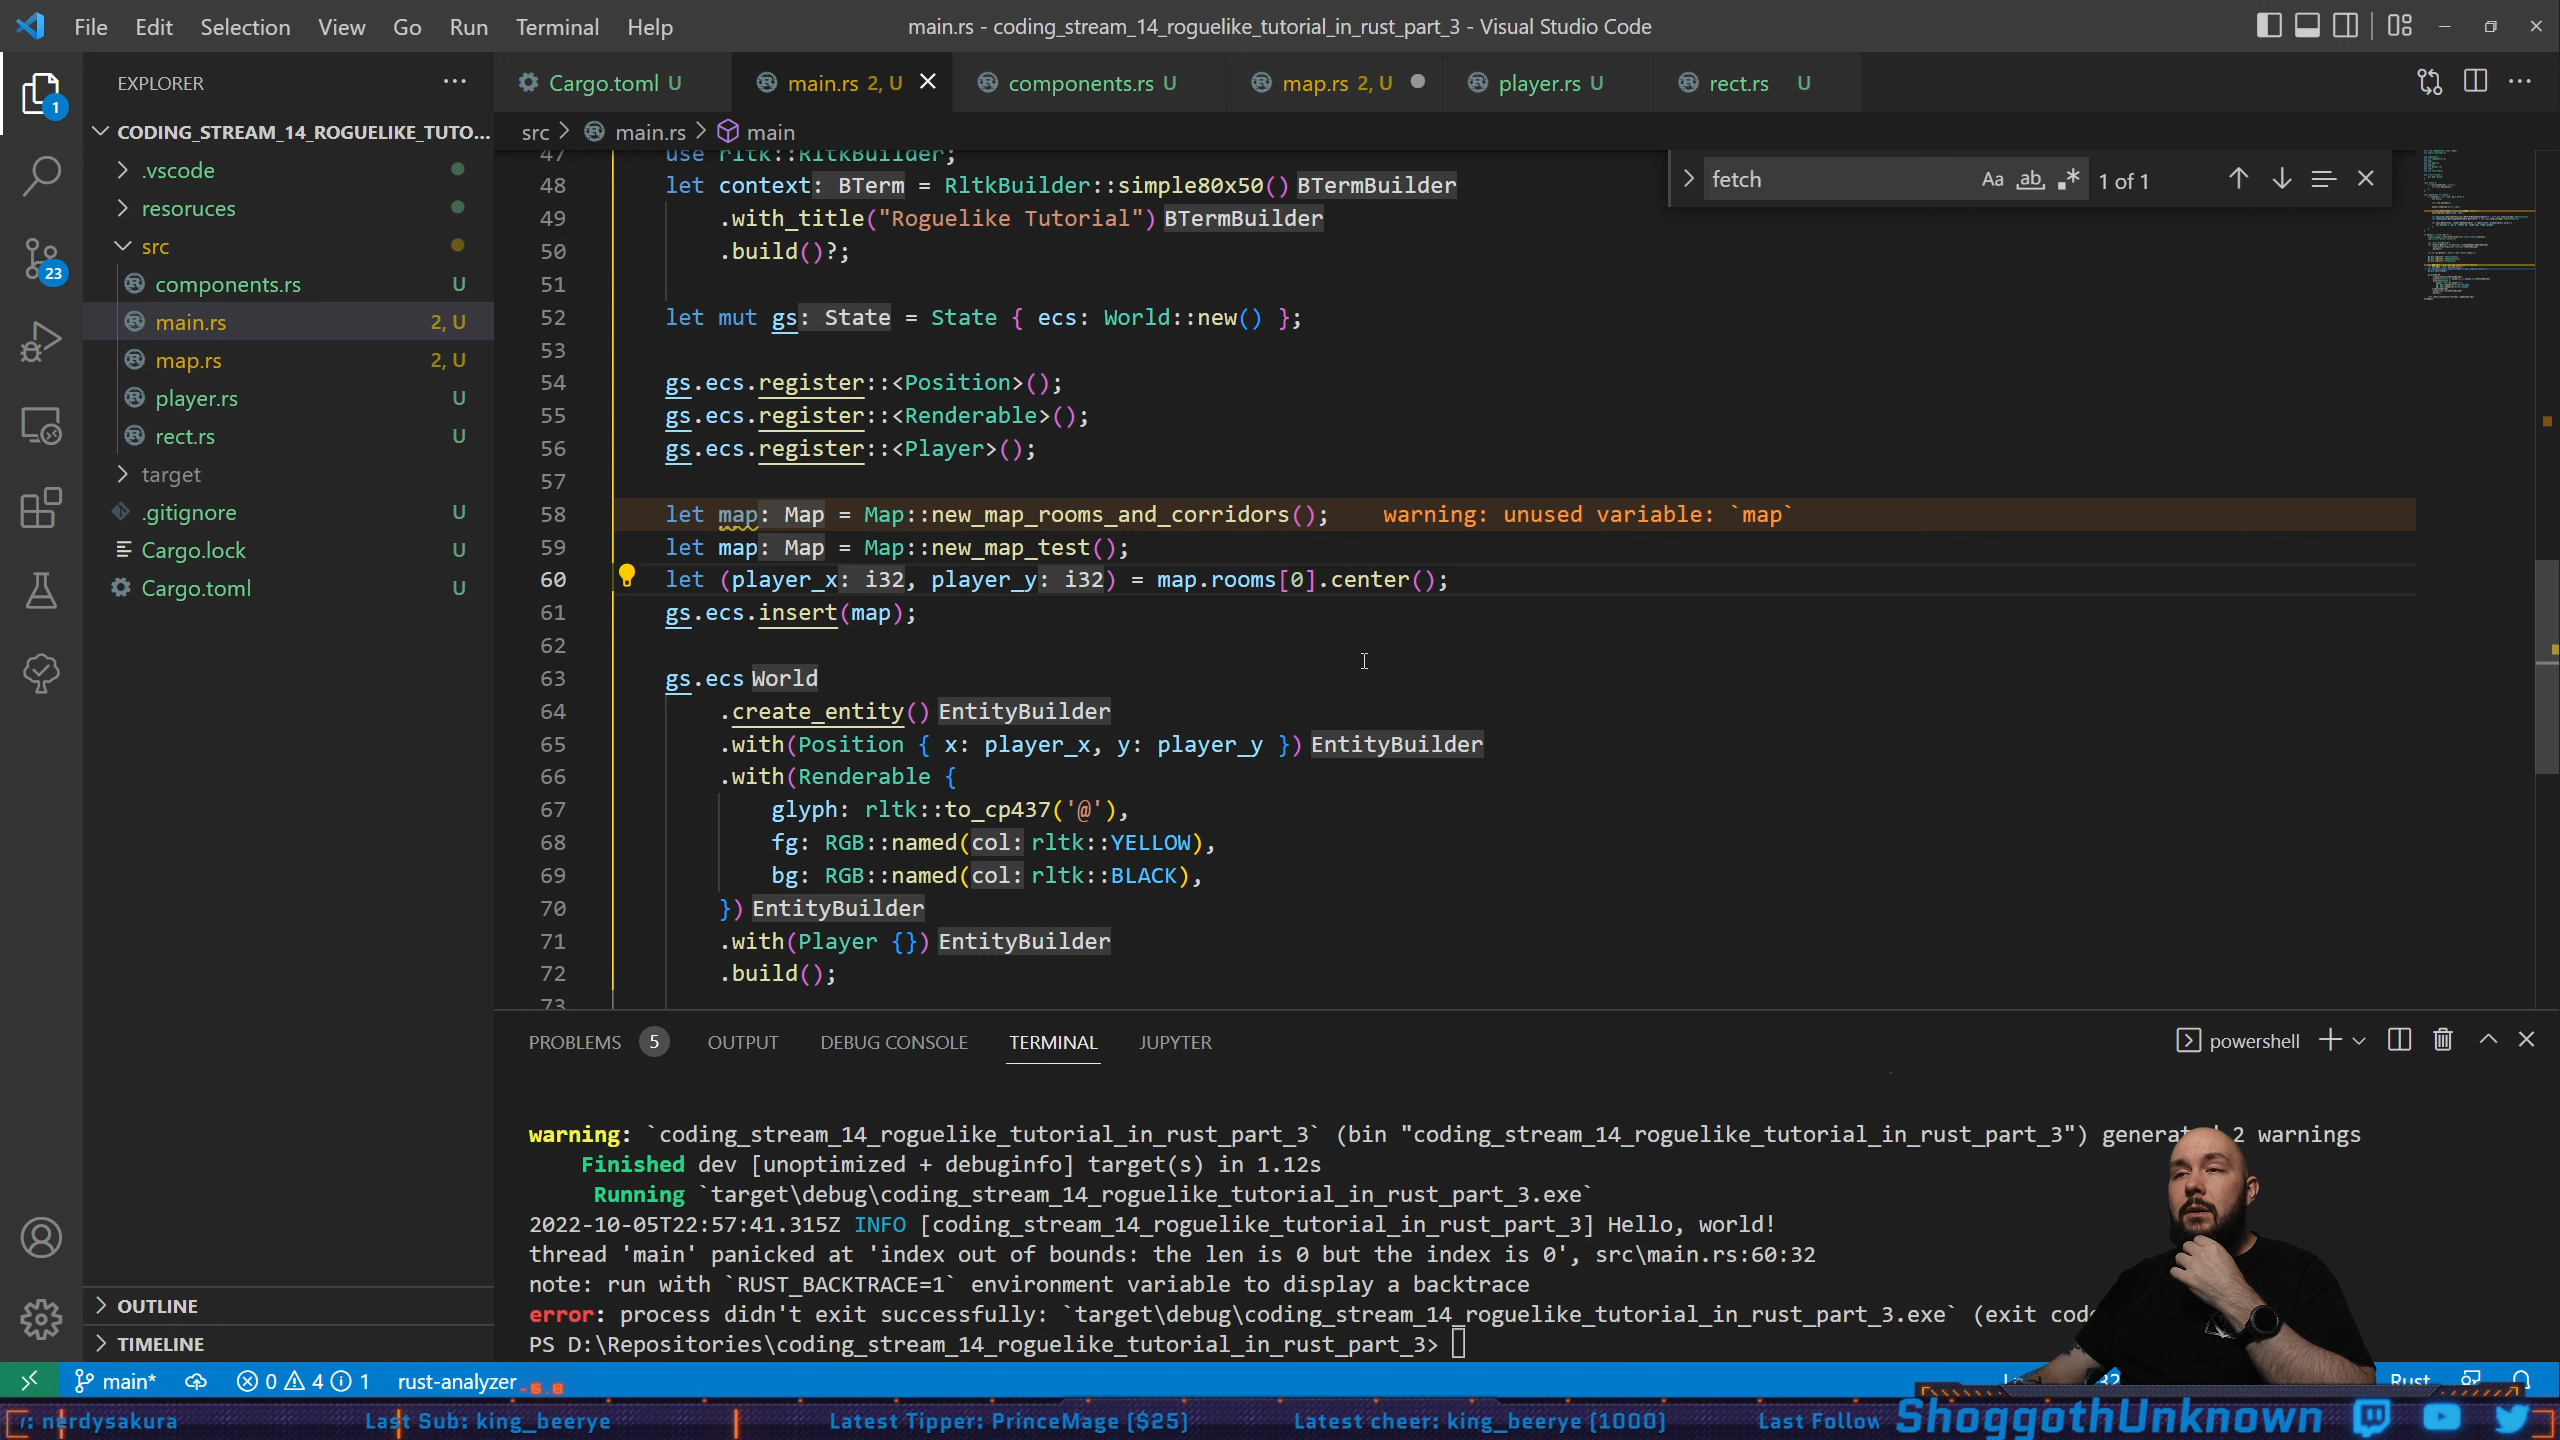 File Edit Selection View Go Run Terminal Help
main.rs - coding_stream_14_roguelike_tutorial_in_rust_part_3 - Visual Studio Code
EXPLORER
Cargo.toml U
main.rs 2, U
components.rs U
map.rs 2, U
player.rs U
rect.rs U
CODING_STREAM_14_ROGUELIKE_TUTO...
src > main.rs > main
.vscode
resoruces
src
components.rs U
main.rs 2, U
map.rs 2, U
player.rs U
rect.rs U
target
.gitignore U
Cargo.lock U
Cargo.toml U
1
23
fetch Aa ab 1 of 1
47 use rltk::RltkBuilder;
48 let context: BTerm = RltkBuilder::simple80x50() BTermBuilder
49 .with_title("Roguelike Tutorial") BTermBuilder
50 .build()?;
51
52 let mut gs: State = State { ecs: World::new() };
53
54 gs.ecs.register::<Position>();
55 gs.ecs.register::<Renderable>();
56 gs.ecs.register::<Player>();
57
58 let map: Map = Map::new_map_rooms_and_corridors(); warning: unused variable: `map`
59 let map: Map = Map::new_map_test();
60 let (player_x: i32, player_y: i32) = map.rooms[0].center();
61 gs.ecs.insert(map);
62
63 gs.ecs World
64 .create_entity() EntityBuilder
65 .with(Position { x: player_x, y: player_y }) EntityBuilder
66 .with(Renderable {
67 glyph: rltk::to_cp437('@'),
68 fg: RGB::named(col: rltk::YELLOW),
69 bg: RGB::named(col: rltk::BLACK),
70 }) EntityBuilder
71 .with(Player {}) EntityBuilder
72 .build();
73
PROBLEMS 5 OUTPUT DEBUG CONSOLE TERMINAL JUPYTER
powershell
warning: `coding_stream_14_roguelike_tutorial_in_rust_part_3` (bin "coding_stream_14_roguelike_tutorial_in_rust_part_3") 2 warnings
Finished dev [unoptimized + debuginfo] target(s) in 1.12s
Running `target\debug\coding_stream_14_roguelike_tutorial_in_rust_part_3.exe`
2022-10-05T22:57:41.315Z INFO [coding_stream_14_roguelike_tutorial_in_rust_part_3] Hello, world!
thread 'main' panicked at 'index out of bounds: the len is 0 but the index is 0', src\main.rs:60:32
note: run with `RUST_BACKTRACE=1` environment variable to display a backtrace
error: process didn't exit successfully: `target\debug\coding_stream_14_roguelike_tutorial_in_rust_part_3.exe` (exit
PS D:\Repositories\coding_stream_14_roguelike_tutorial_in_rust_part_3>
OUTLINE
TIMELINE
main* 0 4 1 rust-analyzer
Rust
nerdysakura Last Sub: king_beerye Latest Tipper: PrinceMage ($25) Latest cheer: king_beerye (1000) Last Follow
ShoggothUnknown